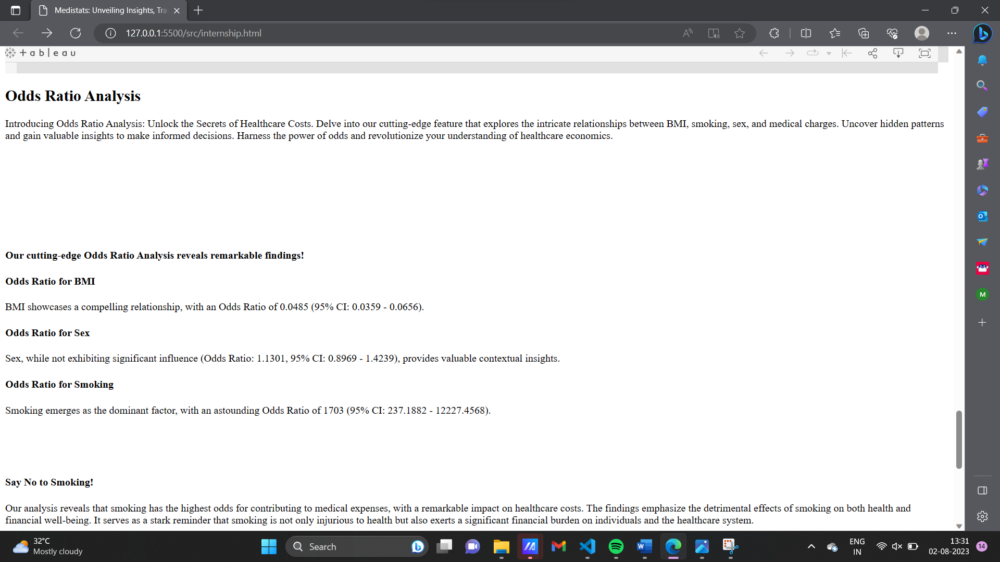 Medistats: Unveiling Insights, Tra
127.0.0.1:5500/src/internship.html
+ a b | e a u
Odds Ratio Analysis
Introducing Odds Ratio Analysis: Unlock the Secrets of Healthcare Costs. Delve into our cutting-edge feature that explores the intricate relationships between BMI, smoking, sex, and medical charges. Uncover hidden patterns
and gain valuable insights to make informed decisions. Harness the power of odds and revolutionize your understanding of healthcare economics.
Our cutting-edge Odds Ratio Analysis reveals remarkable findings!
Odds Ratio for BMI
BMI showcases a compelling relationship, with an Odds Ratio of 0.0485 (95% CI: 0.0359 - 0.0656).
Odds Ratio for Sex
Sex, while not exhibiting significant influence (Odds Ratio: 1.1301, 95% CI: 0.8969 - 1.4239), provides valuable contextual insights.
Odds Ratio for Smoking
Smoking emerges as the dominant factor, with an astounding Odds Ratio of 1703 (95% CI: 237.1882 - 12227.4568).
Say No to Smoking!
Our analysis reveals that smoking has the highest odds for contributing to medical expenses, with a remarkable impact on healthcare costs. The findings emphasize the detrimental effects of smoking on both health and
financial well-being. It serves as a stark reminder that smoking is not only injurious to health but also exerts a significant financial burden on individuals and the healthcare system.
M
32°C
Mostly cloudy
Search
ENG
IN
13:31
02-08-2023
14